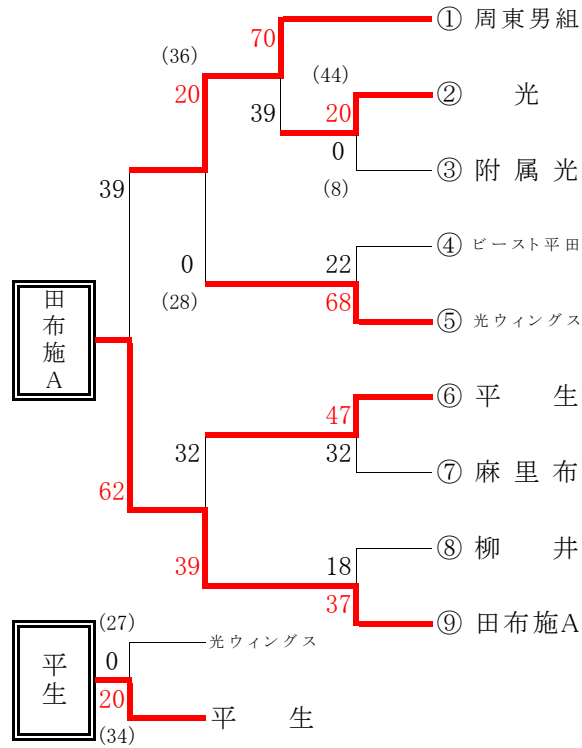 ① 周東男組
70
(36)
20
(44)
② 光
20
39
0
③ 附属光
(8)
39
④ ビースト平田
22
0
(28)
68
⑤ 光ウィングス
田布施A
⑥ 平生
47
32
32
⑦ 麻里布
62
⑧ 柳井
18
39
37
⑨ 田布施A
(27)
光ウィングス
0
平生
20
平生
(34)